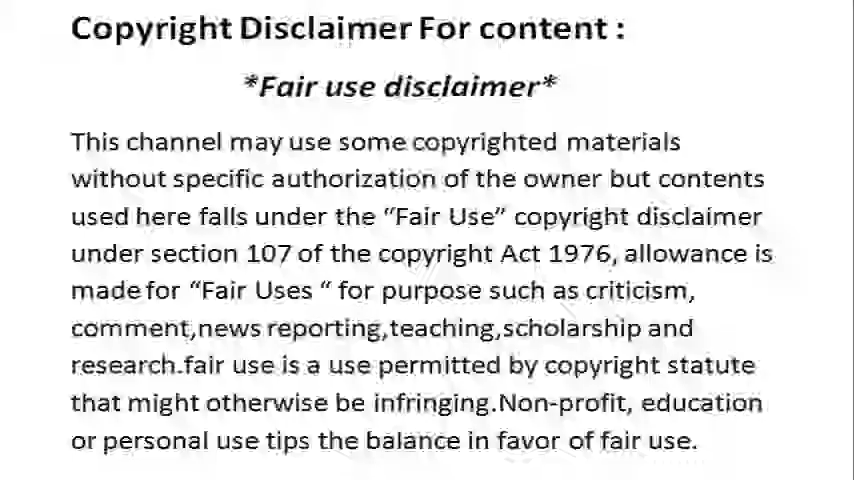 Copyright Disclaimer For content :
*Fair use disclaimer*
This channel may use some copyrighted materials
without specific authorization of the owner but contents
used here falls under the “Fair Use” copyright disclaimer
under section 107 of the copyright Act 1976, allowance is
made for “Fair Uses “ for purpose such as criticism,
comment,news reporting,teaching,scholarship and
research.fair use is a use permitted by copyright statute
that might otherwise be infringing.Non-profit, education
or personal use tips the balance in favor of fair use.